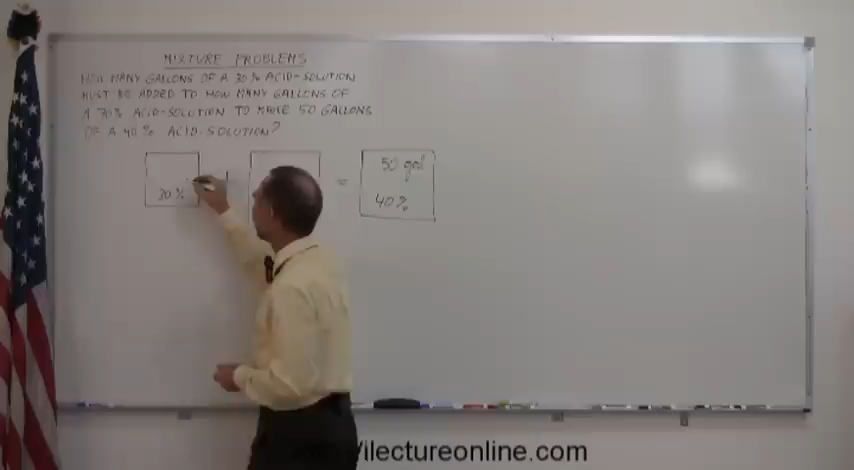 MIXTURE PROBLEMS
HOW MANY GALLONS OF A 30% ACID-SOLUTION
MUST BE ADDED TO HOW MANY GALLONS OF
A 70% ACID-SOLUTION TO MAKE 50 GALLONS
OF A 40% ACID-SOLUTION?
30%
=
50 gal
40%
ilectureonline.com